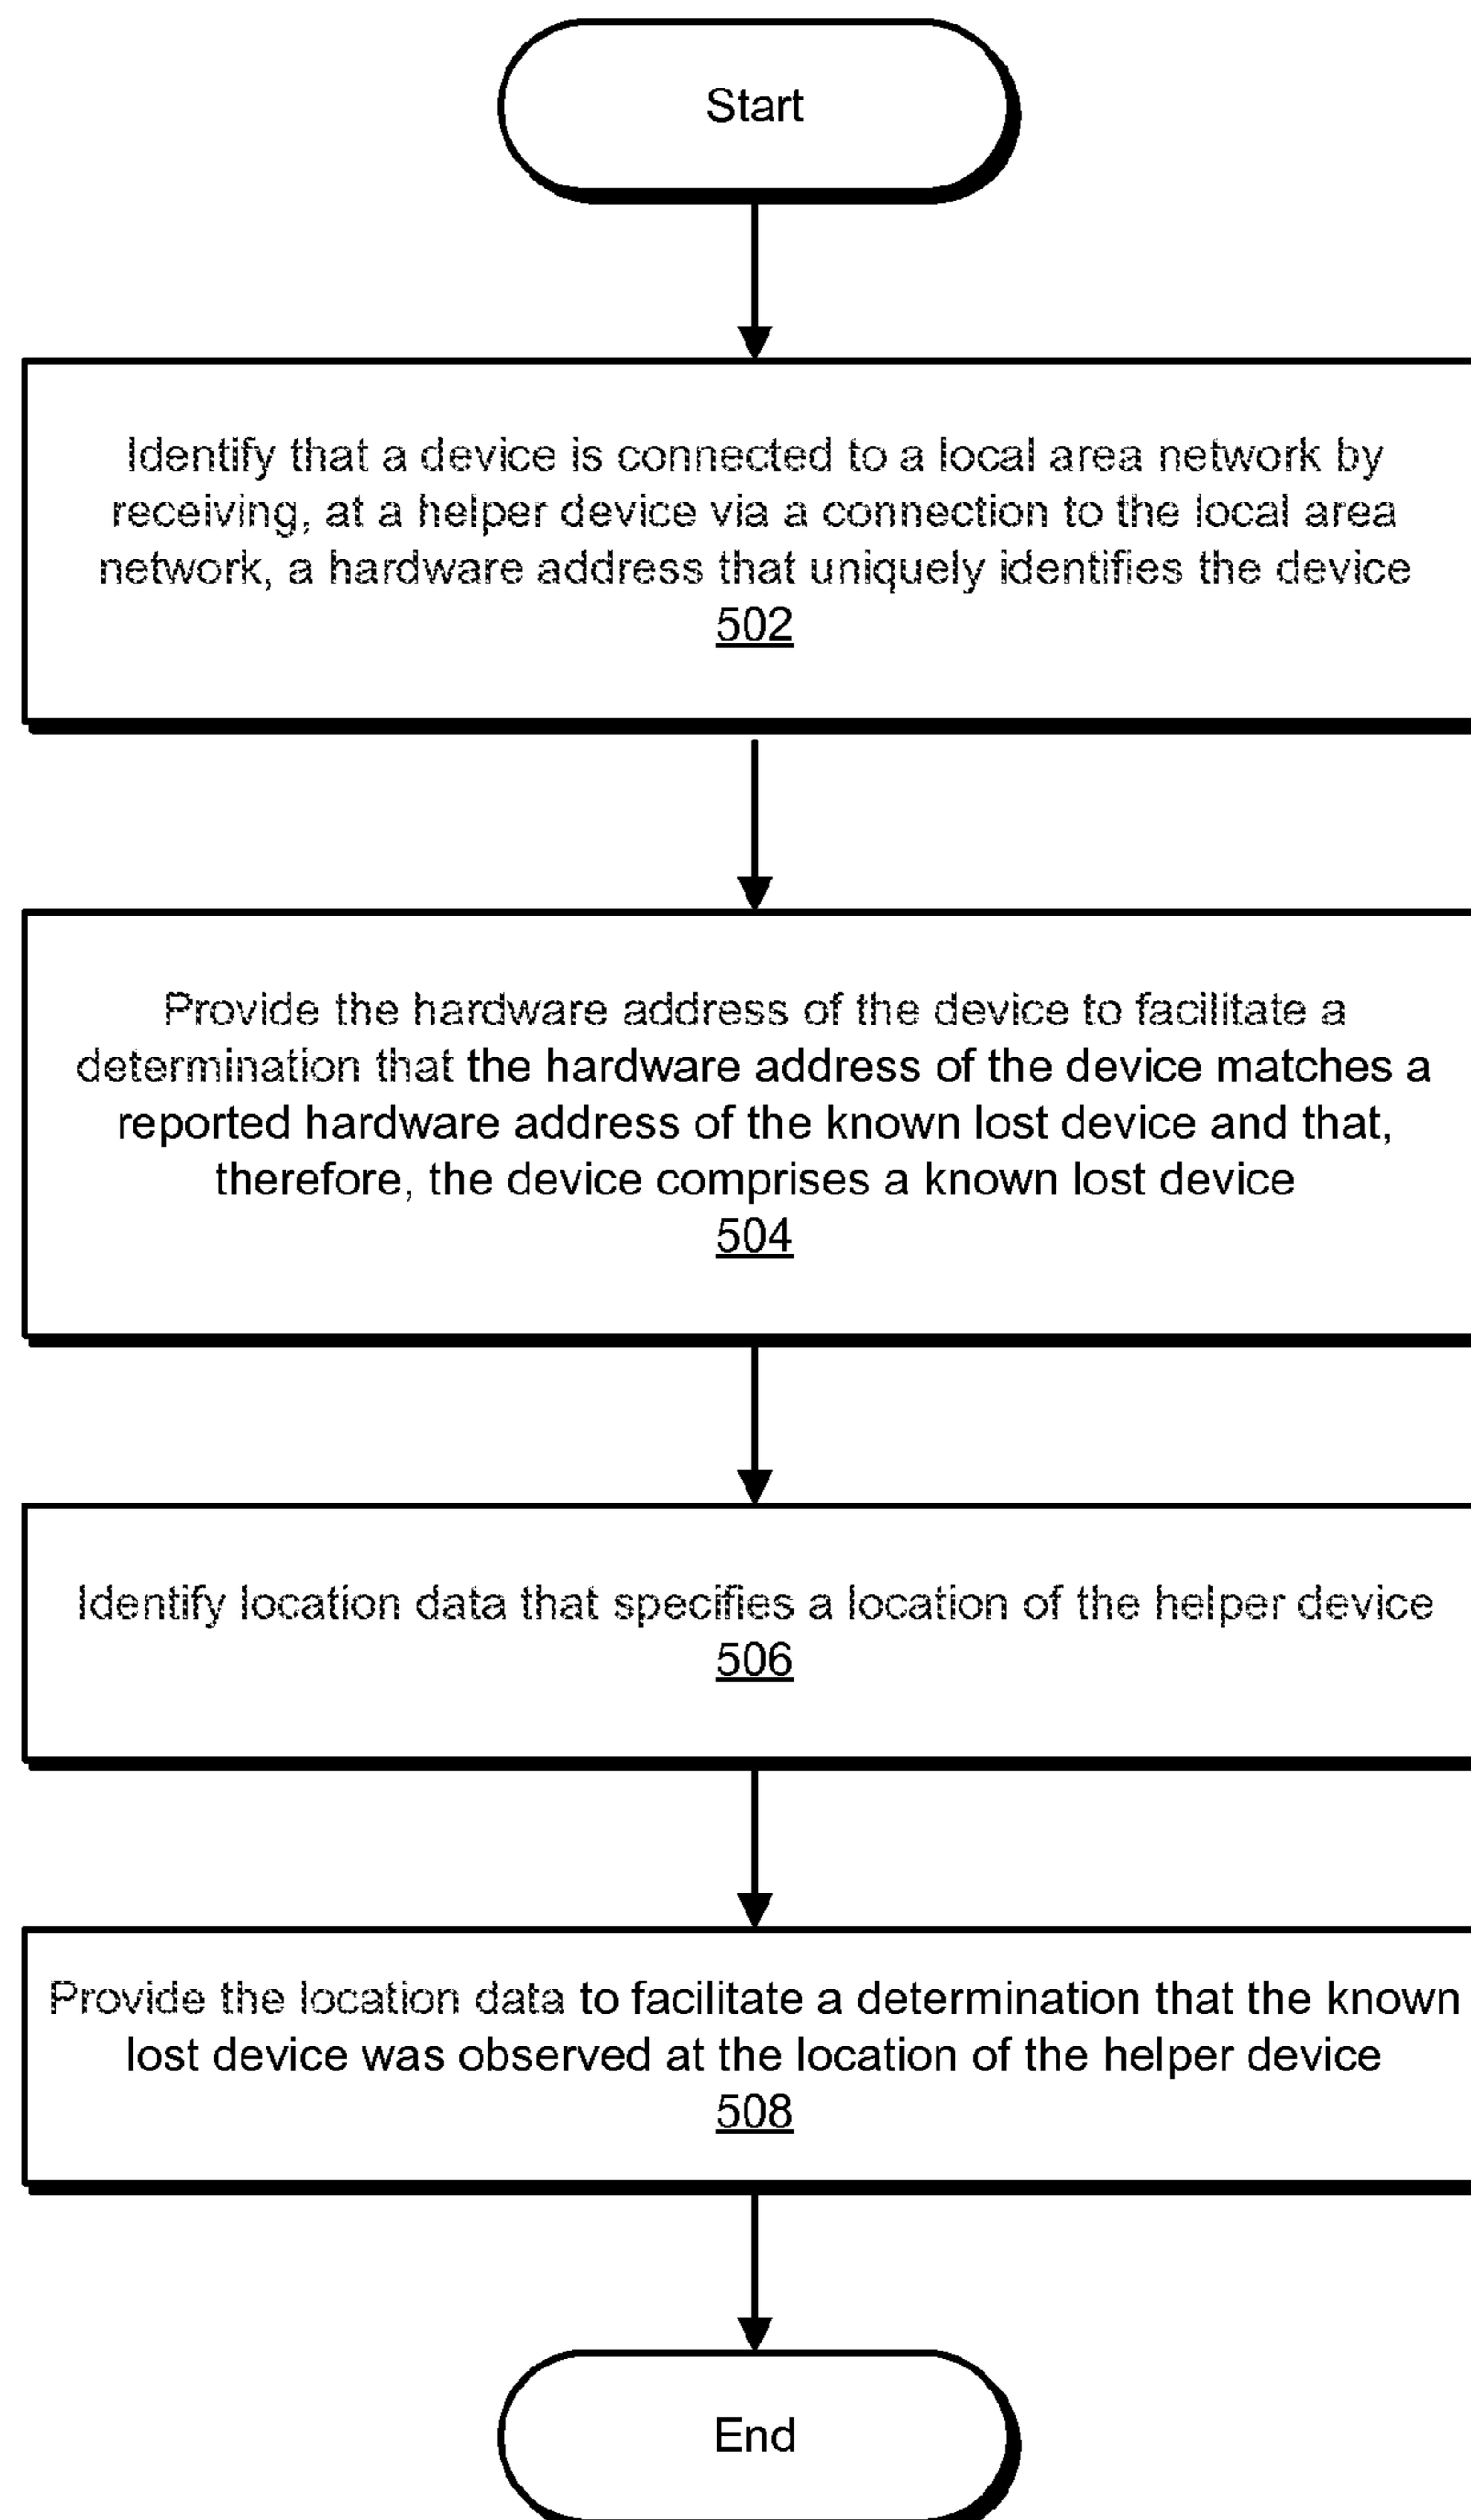 Start
Identify that a device is connected to a local area network by
receiving, at a helper device via a connection to the local area
network, a hardware address that uniquely identifies the device
502
Provide the hardware address of the device to facilitate a
determination that the hardware address of the device matches a
reported hardware address of the known lost device and that,
therefore, the device comprises a known lost device
504
Identify location data that specifies a location of the helper device
506
Provide the location data to facilitate a determination that the known
lost device was observed at the location of the helper device
508
End